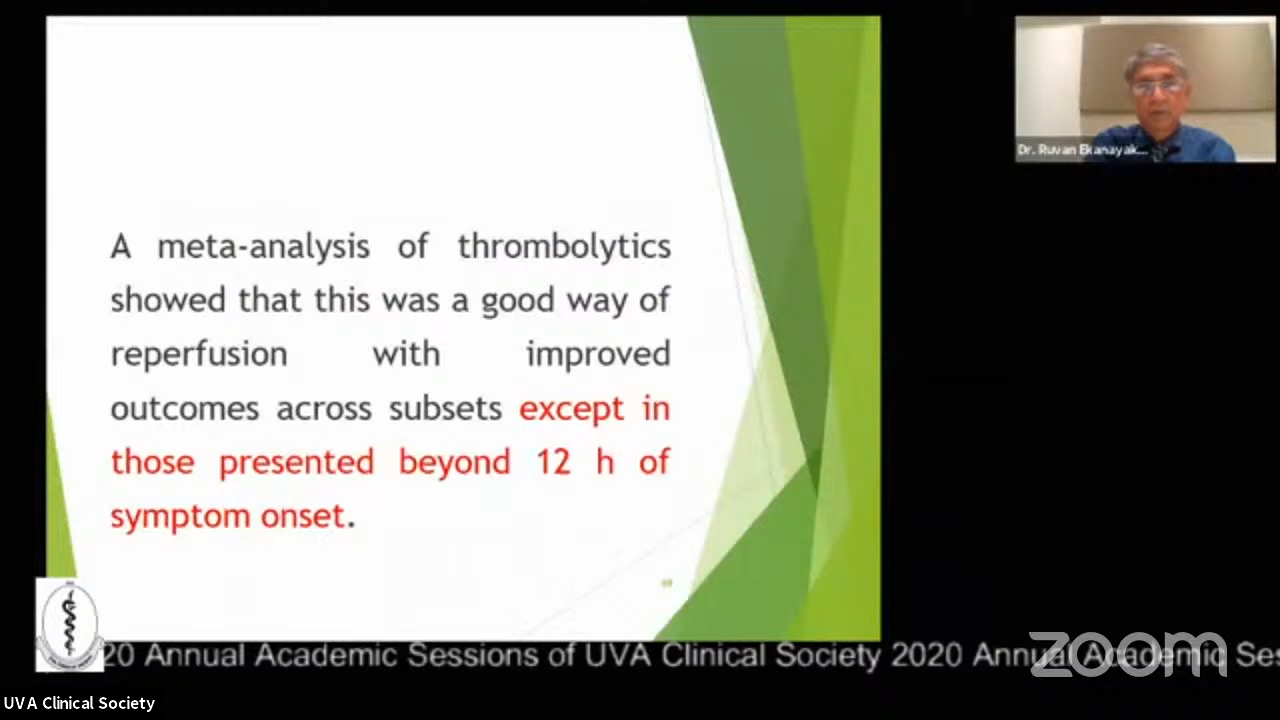 A meta-analysis of thrombolytics
showed that this was a good way of
reperfusion with improved
outcomes across subsets except in
those presented beyond 12 h of
symptom onset.
Dr. Ruvan Ekanayak...
20 Annual Academic Sessions of UVA Clinical Society 2020 Annual Academic Ses
zoom
UVA Clinical Society